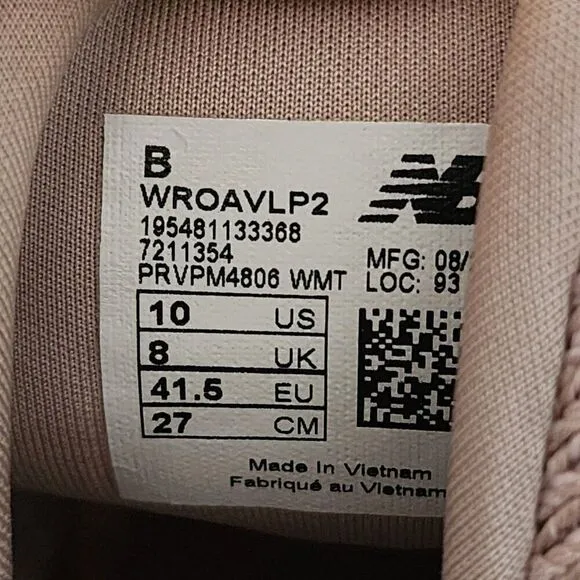 B
WROAVLP2
195481133368
7211354
PRVPM4806 WMT
NB
MFG: 08/
LOC: 93
10 US
8 UK
41.5 EU
27 CM
Made In Vietnam
Fabriqué au Vietnam